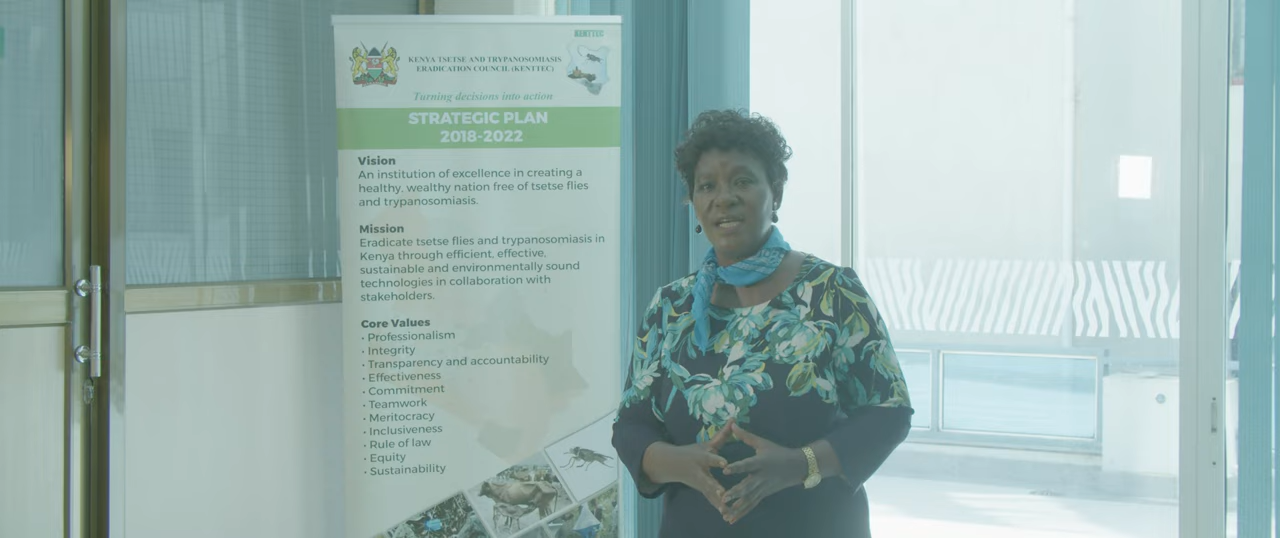 KENTTEC
KENYA TSETSE AND TRYPANOSOMIASIS
ERADICATION COUNCIL (KENTTEC)
Turning decisions into action
STRATEGIC PLAN
2018-2022
Vision
An institution of excellence in creating a
healthy, wealthy nation free of tsetse flies
and trypanosomiasis.
Mission
Eradicate tsetse flies and trypanosomiasis in
Kenya through efficient, effective,
sustainable and environmentally sound
technologies in collaboration with
stakeholders.
Core Values
• Professionalism
• Integrity
• Transparency and accountability
• Effectiveness
• Commitment
• Teamwork
• Meritocracy
• Inclusiveness
• Rule of law
• Equity
• Sustainability